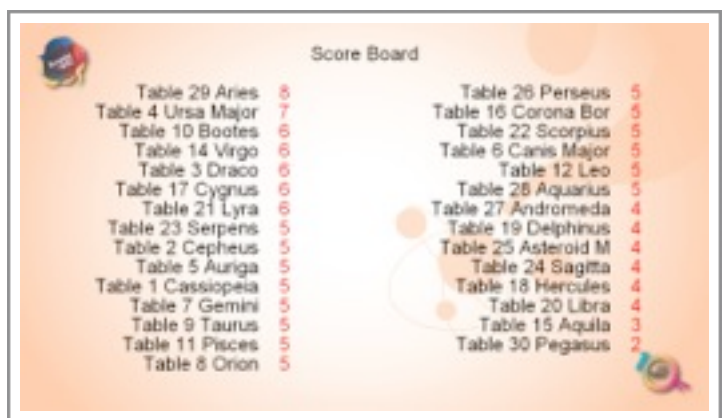 Score Board
Table 29 Aries 8
Table 4 Ursa Major 7
Table 10 Bootes 6
Table 14 Virgo 6
Table 3 Draco 6
Table 17 Cygnus 6
Table 21 Lyra 6
Table 23 Serpens 5
Table 2 Cepheus 5
Table 5 Auriga 5
Table 1 Cassiopeia 5
Table 7 Gemini 5
Table 9 Taurus 5
Table 11 Pisces 5
Table 8 Orion 5
Table 26 Perseus 5
Table 16 Corona Bor 5
Table 22 Scorpius 5
Table 6 Canis Major 5
Table 12 Leo 5
Table 28 Aquarius 5
Table 27 Andromeda 4
Table 19 Delphinus 4
Table 25 Asteroid M 4
Table 24 Sagitta 4
Table 18 Hercules 4
Table 20 Libra 4
Table 15 Aquila 3
Table 30 Pegasus 2